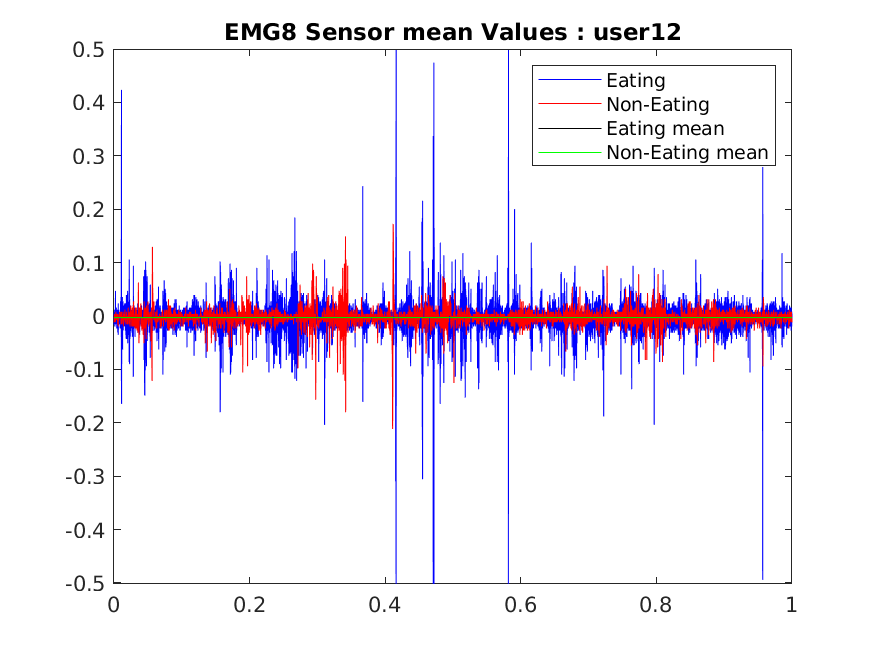 EMG8 Sensor mean Values : user12
0.5
0.4
0.3
0.2
0.1
0
-0.1
-0.2
-0.3
-0.4
-0.5
Eating
Non-Eating
Eating mean
Non-Eating mean
0 0.2 0.4 0.6 0.8 1